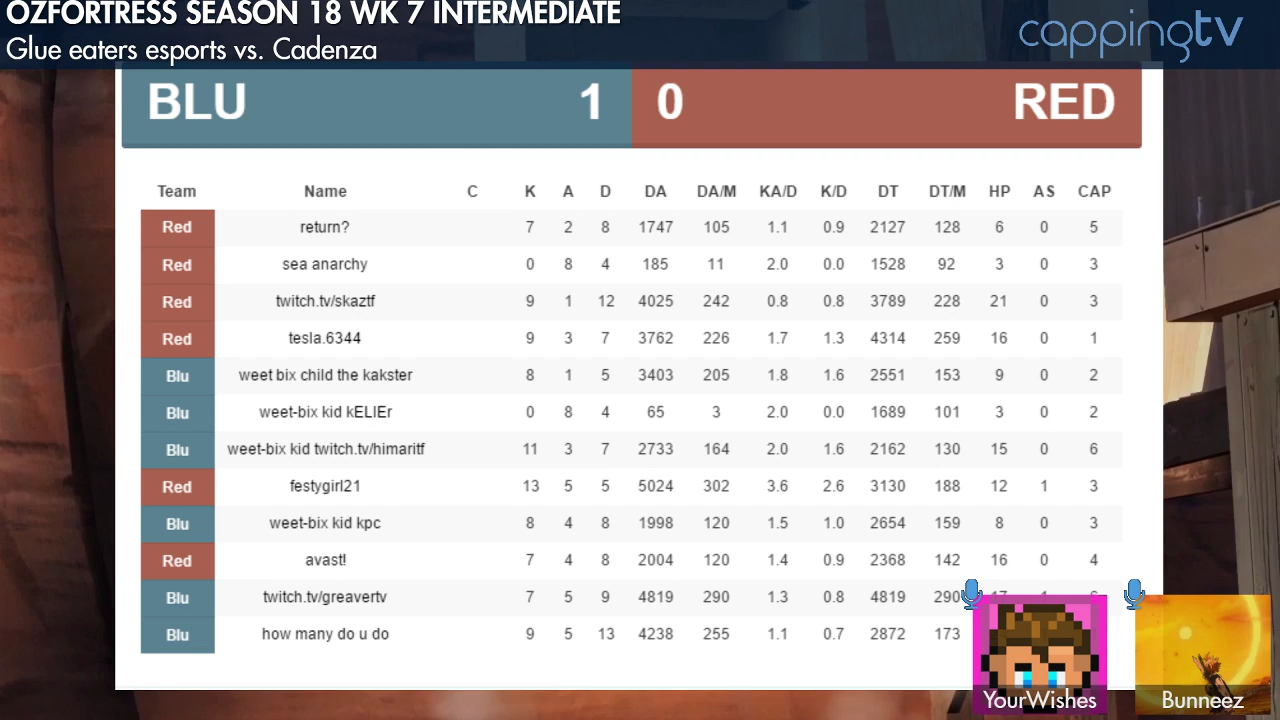 OZFORTRESS SEASON 18 WK 7 INTERMEDIATE
Glue eaters esports vs. Cadenza
cappingtv
BLU 1 0 RED
Team Name C K A D DA DA/M KA/D K/D DT DT/M HP AS CAP
Red return? 7 2 8 1747 105 1.1 0.9 2127 128 6 0 5
Red sea anarchy 0 8 4 185 11 2.0 0.0 1528 92 3 0 3
Red twitch.tv/skaztf 9 1 12 4025 242 0.8 0.8 3789 228 21 0 3
Red tesla.6344 9 3 7 3762 226 1.7 1.3 4314 259 16 0 1
Blu weet bix child the kakster 8 1 5 3403 205 1.8 1.6 2551 153 9 0 2
Blu weet-bix kid kELIEr 0 8 4 65 3 2.0 0.0 1689 101 3 0 2
Blu weet-bix kid twitch.tv/himaritf 11 3 7 2733 164 2.0 1.6 2162 130 15 0 6
Red festygirl21 13 5 5 5024 302 3.6 2.6 3130 188 12 1 3
Blu weet-bix kid kpc 8 4 8 1998 120 1.5 1.0 2654 159 8 0 3
Red avast! 7 4 8 2004 120 1.4 0.9 2368 142 16 0 4
Blu twitch.tv/greavertv 7 5 9 4819 290 1.3 0.8 4819 290
Blu how many do u do 9 5 13 4238 255 1.1 0.7 2872 173
YourWishes Bunneez